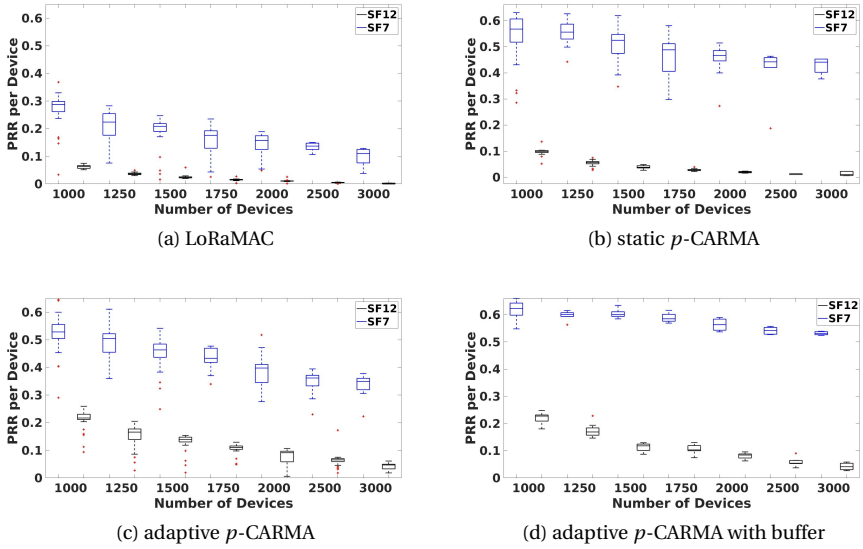 SF12
SF7
PRR per Device
0.6
0.5
0.4
0.3
0.2
0.1
0
1000 1250 1500 1750 2000 2500 3000
Number of Devices
(a) LoRaMAC
SF12
SF7
PRR per Device
0.6
0.5
0.4
0.3
0.2
0.1
0
1000 1250 1500 1750 2000 2500 3000
Number of Devices
(b) static p-CARMA
SF12
SF7
PRR per Device
0.6
0.5
0.4
0.3
0.2
0.1
0
1000 1250 1500 1750 2000 2500 3000
Number of Devices
(c) adaptive p-CARMA
SF12
SF7
PRR per Device
0.6
0.5
0.4
0.3
0.2
0.1
0
1000 1250 1500 1750 2000 2500 3000
Number of Devices
(d) adaptive p-CARMA with buffer